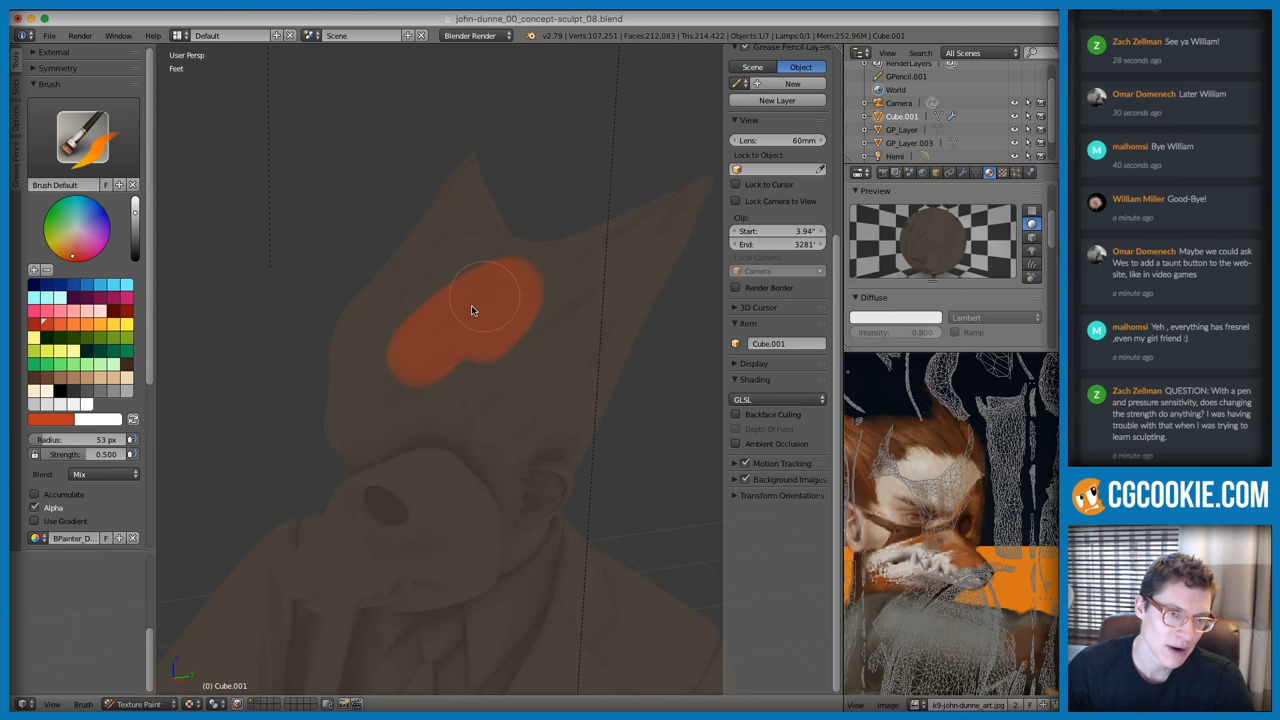 john-dunne_00_concept-sculpt_08.blend
File
Render
Window
Help
Default
Scene
Blender Render
v2.79 | Verts:107,251 | Faces:212,083 | Tris:214,422 | Objects:1/7 | Lamps:0/1 | Mem:252.96M | Cube.001
External
Symmetry
Brush
Brush Default
F
Radius:
53 px
Strength:
0.500
Blend:
Mix
Accumulate
Alpha
Use Gradient
BPainter_D...
F
Tools
Options
Grease Pencil
User Persp
Feet
(0) Cube.001
View
Brush
Texture Paint
Grease Pencil Layers
Scene
Object
New
New Layer
View
Lens:
60mm
Lock to Object:
Lock to Cursor
Lock Camera to View
Clip:
Start:
3.94"
End:
3281'
Local Camera:
Camera
Render Border
3D Cursor
Item
Cube.001
Display
Shading
GLSL
Backface Culling
Depth Of Field
Ambient Occlusion
Motion Tracking
Background Images
Transform Orientations
View
Search
All Scenes
RenderLayers
GPencil.001
World
Camera
Cube.001
GP_Layer
GP_Layer.003
Hemi
Preview
Diffuse
Lambert
Intensity:
0.800
Ramp
View
Image
k9-john-dunne_art.jpg
2
F
Z
Zach Zellman See ya William!
28 seconds ago
Omar Domenech Later William
30 seconds ago
M
malhomsi Bye William
40 seconds ago
William Miller Good-Bye!
a minute ago
Omar Domenech Maybe we could ask
Wes to add a taunt button to the web-
site, like in video games
a minute ago
M
malhomsi Yeh , everything has fresnel
,even my girl friend :)
a minute ago
Z
Zach Zellman QUESTION: With a pen
and pressure sensitivity, does changing
the strength do anything? I was having
trouble with that when I was trying to
learn sculpting.
a minute ago
CGCOOKIE.COM